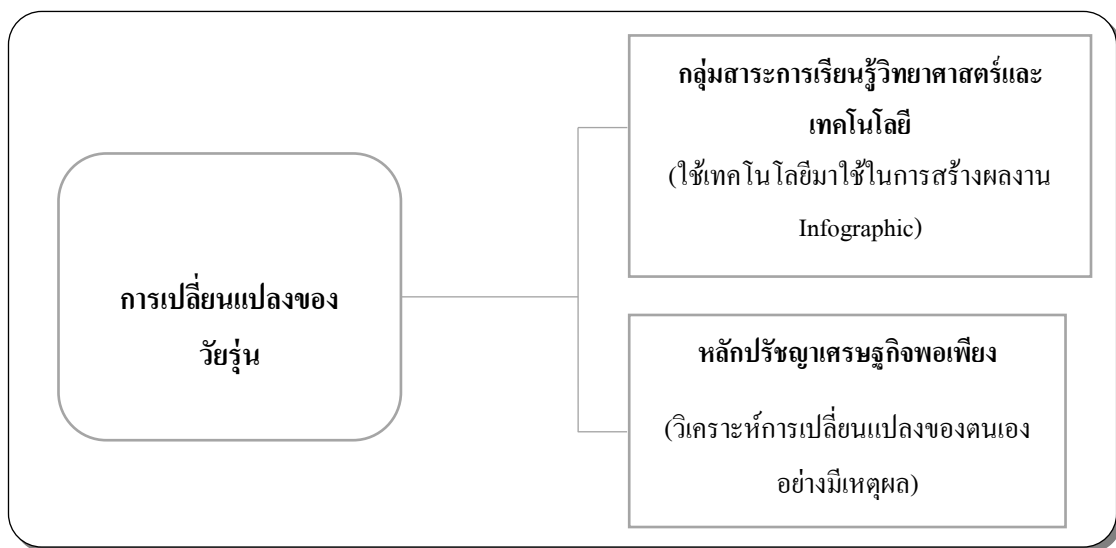 การเปลี่ยนแปลงของ
วัยรุ่น
กลุ่มสาระการเรียนรู้วิทยาศาสตร์และ
เทคโนโลยี
(ใช้เทคโนโลยีมาใช้ในการสร้างผลงาน
Infographic)
หลักปรัชญาเศรษฐกิจพอเพียง
(วิเคราะห์การเปลี่ยนแปลงของตนเอง
อย่างมีเหตุผล)